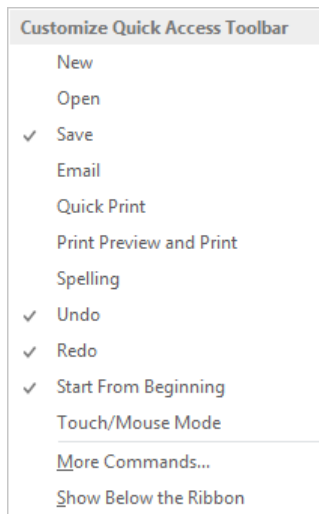 Customize Quick Access Toolbar
New
Open
Save
Email
Quick Print
Print Preview and Print
Spelling
Undo
Redo
Start From Beginning
Touch/Mouse Mode
More Commands...
Show Below the Ribbon